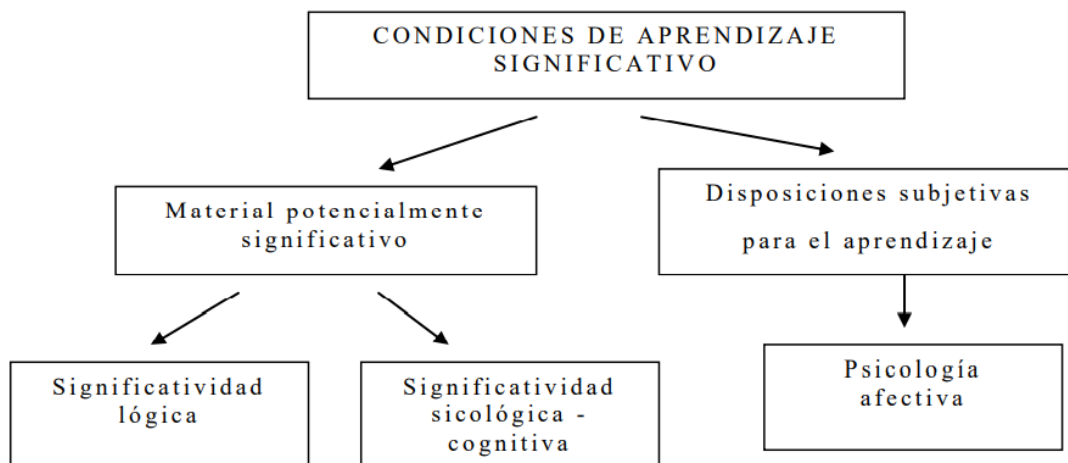 CONDICIONES DE APRENDIZAJE
SIGNIFICATIVO
Material potencialmente
significativo
Disposiciones subjetivas
para el aprendizaje
Significatividad
lógica
Significatividad
sicológica -
cognitiva
Psicología
afectiva